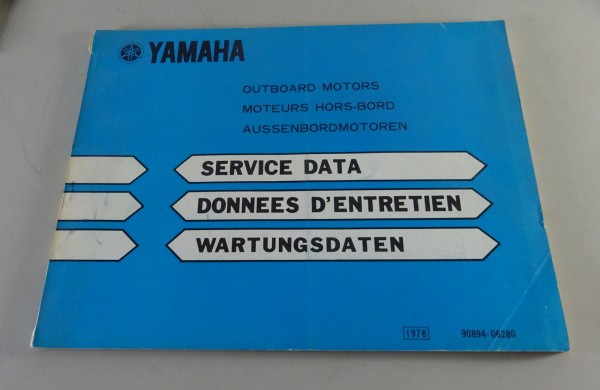 YAMAHA
OUTBOARD MOTORS
MOTEURS HORS-BORD
AUSSENBORDMOTOREN
SERVICE DATA
DONNEES D'ENTRETIEN
WARTUNGSDATEN
1976 90894-06280